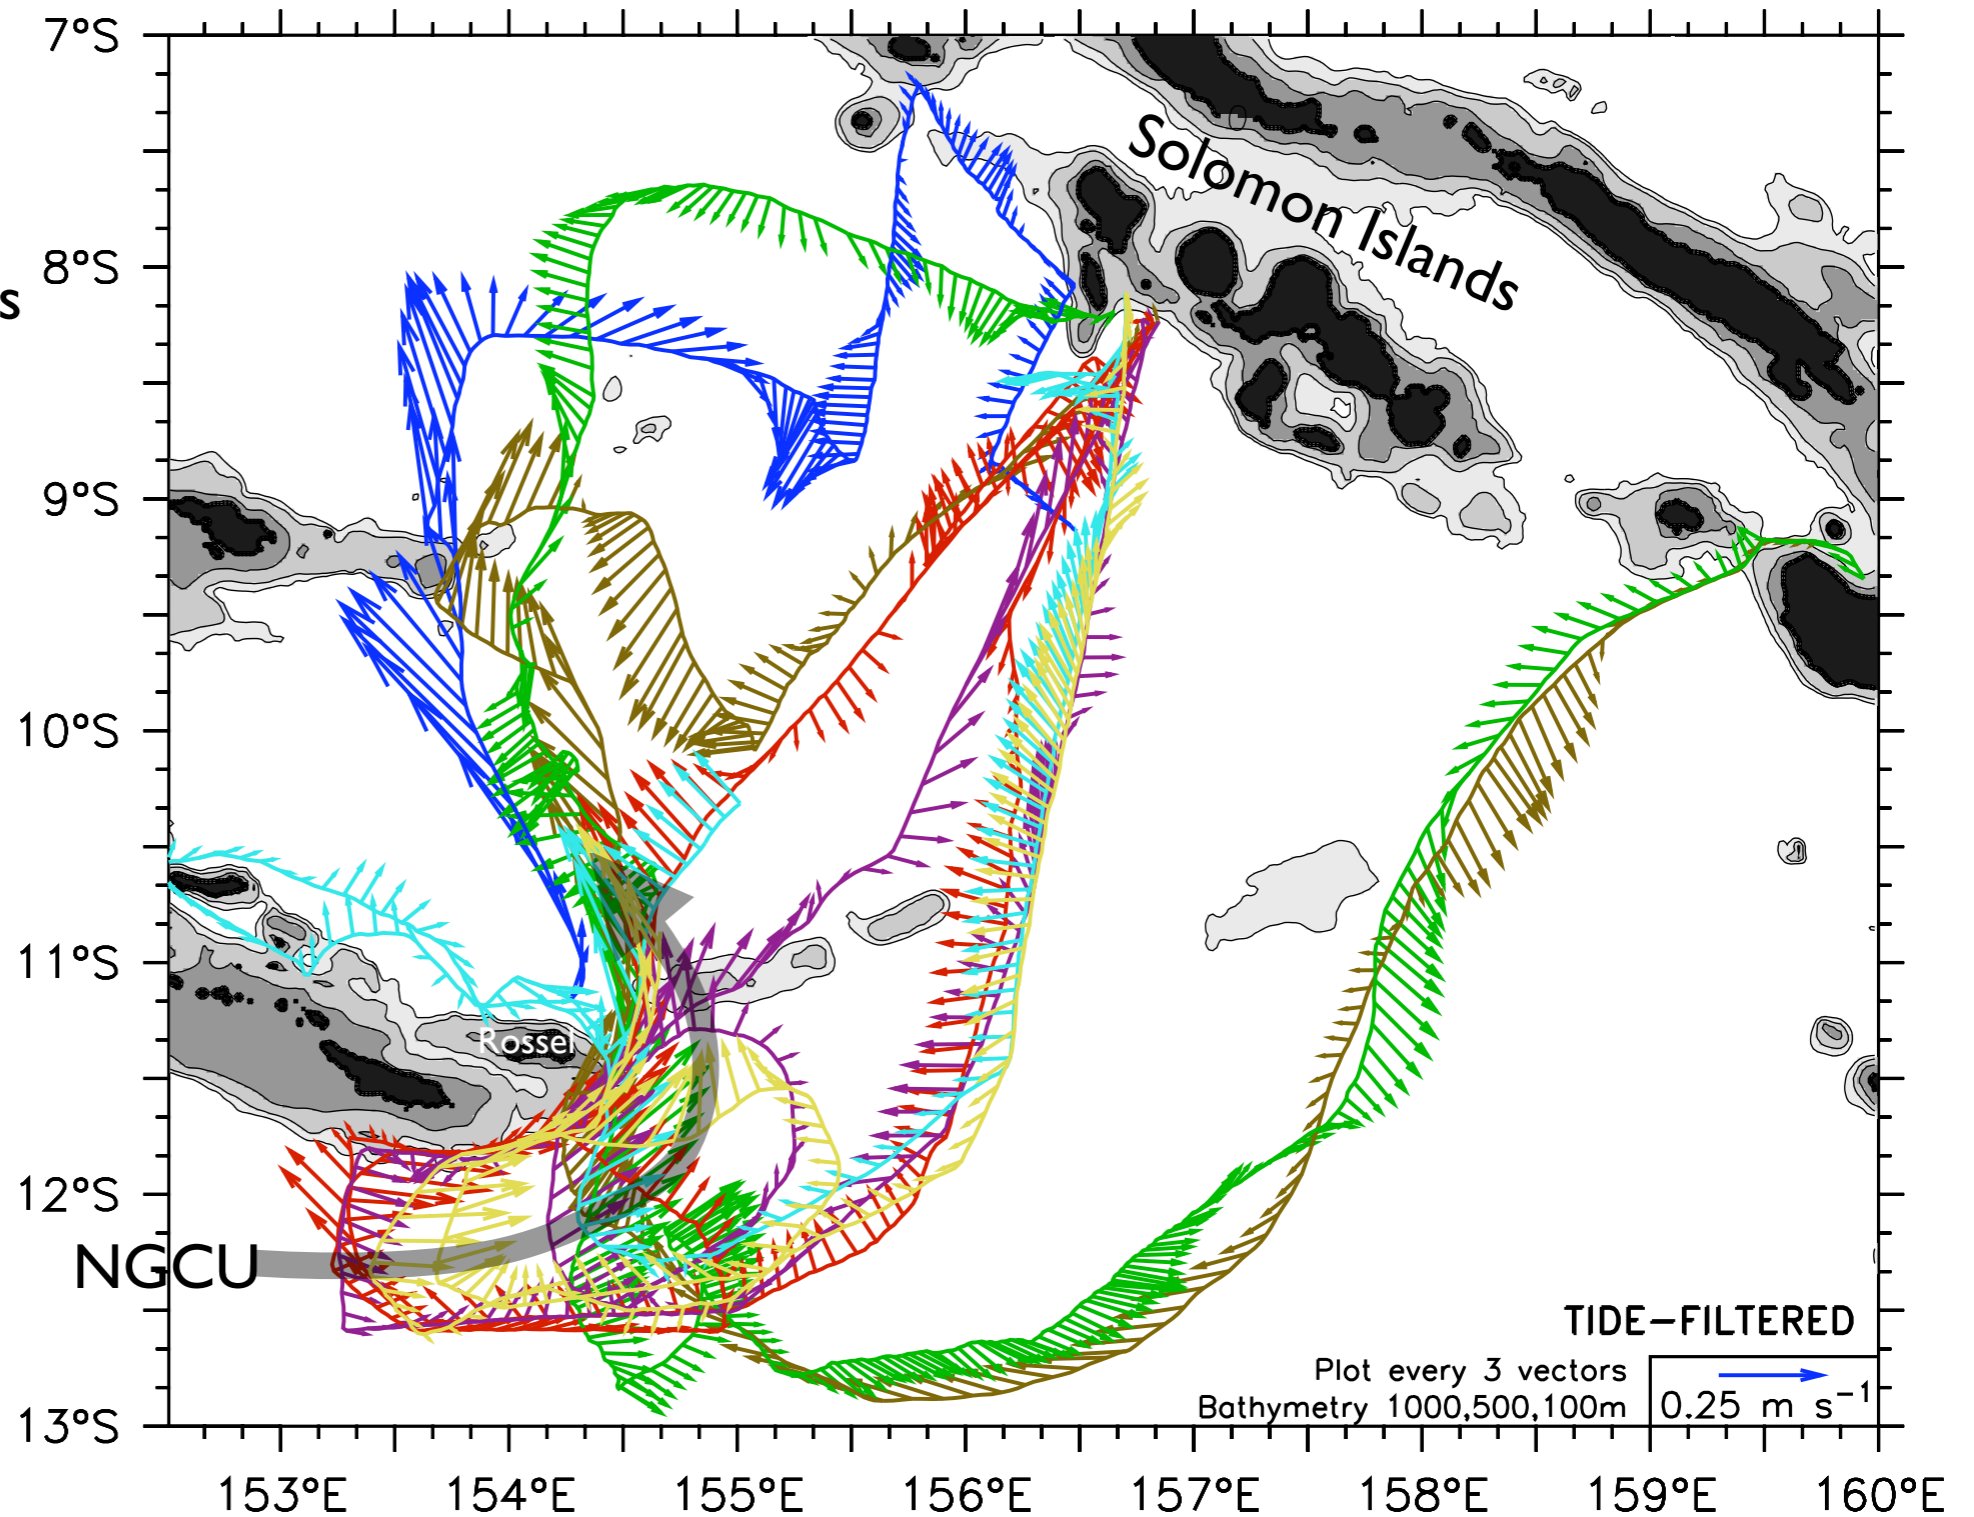 7°S
Solomon Islands
8°S
s
9°S
10°S
11°S
Rossel
12°S
NGCU
TIDE-FILTERED
Plot every 3 vectors
Bathymetry 1000,500,100m
0.25 m s⁻¹
13°S
153°E 154°E 155°E 156°E 157°E 158°E 159°E 160°E